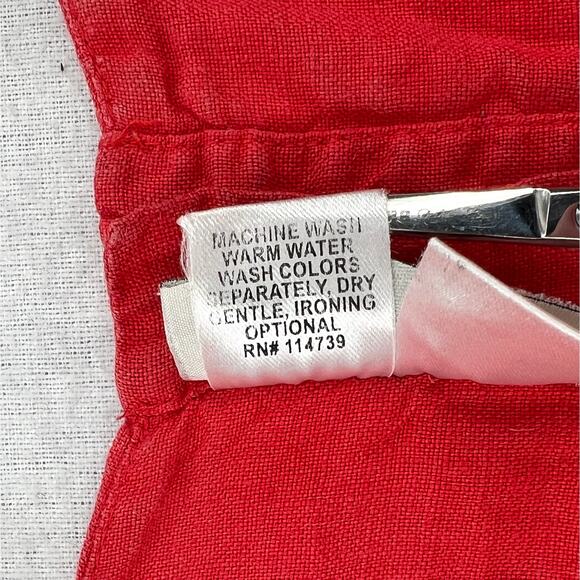 MACHINE WASH
WARM WATER
WASH COLORS
SEPARATELY, DRY
GENTLE, IRONING
OPTIONAL
RN# 114739